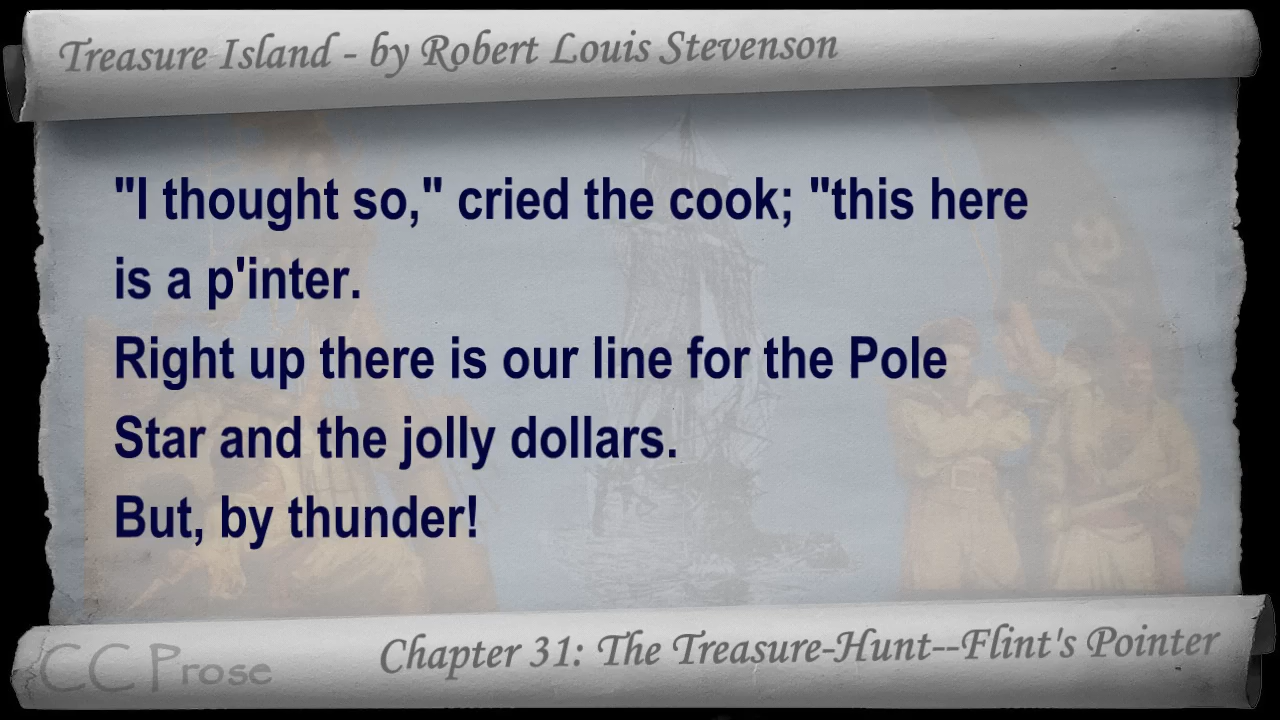 Treasure Island - by Robert Louis Stevenson
"I thought so," cried the cook; "this here
is a p'inter.
Right up there is our line for the Pole
Star and the jolly dollars.
But, by thunder!
CC Prose
Chapter 31: The Treasure-Hunt--Flint's Pointer